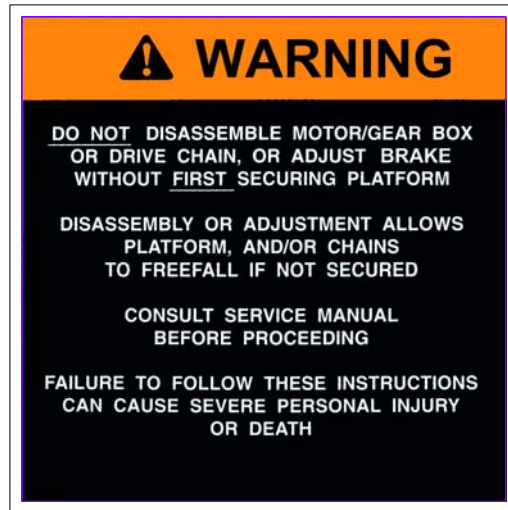 WARNING
DO NOT DISASSEMBLE MOTOR/GEAR BOX
OR DRIVE CHAIN, OR ADJUST BRAKE
WITHOUT FIRST SECURING PLATFORM
DISASSEMBLY OR ADJUSTMENT ALLOWS
PLATFORM, AND/OR CHAINS
TO FREEFALL IF NOT SECURED
CONSULT SERVICE MANUAL
BEFORE PROCEEDING
FAILURE TO FOLLOW THESE INSTRUCTIONS
CAN CAUSE SEVERE PERSONAL INJURY
OR DEATH